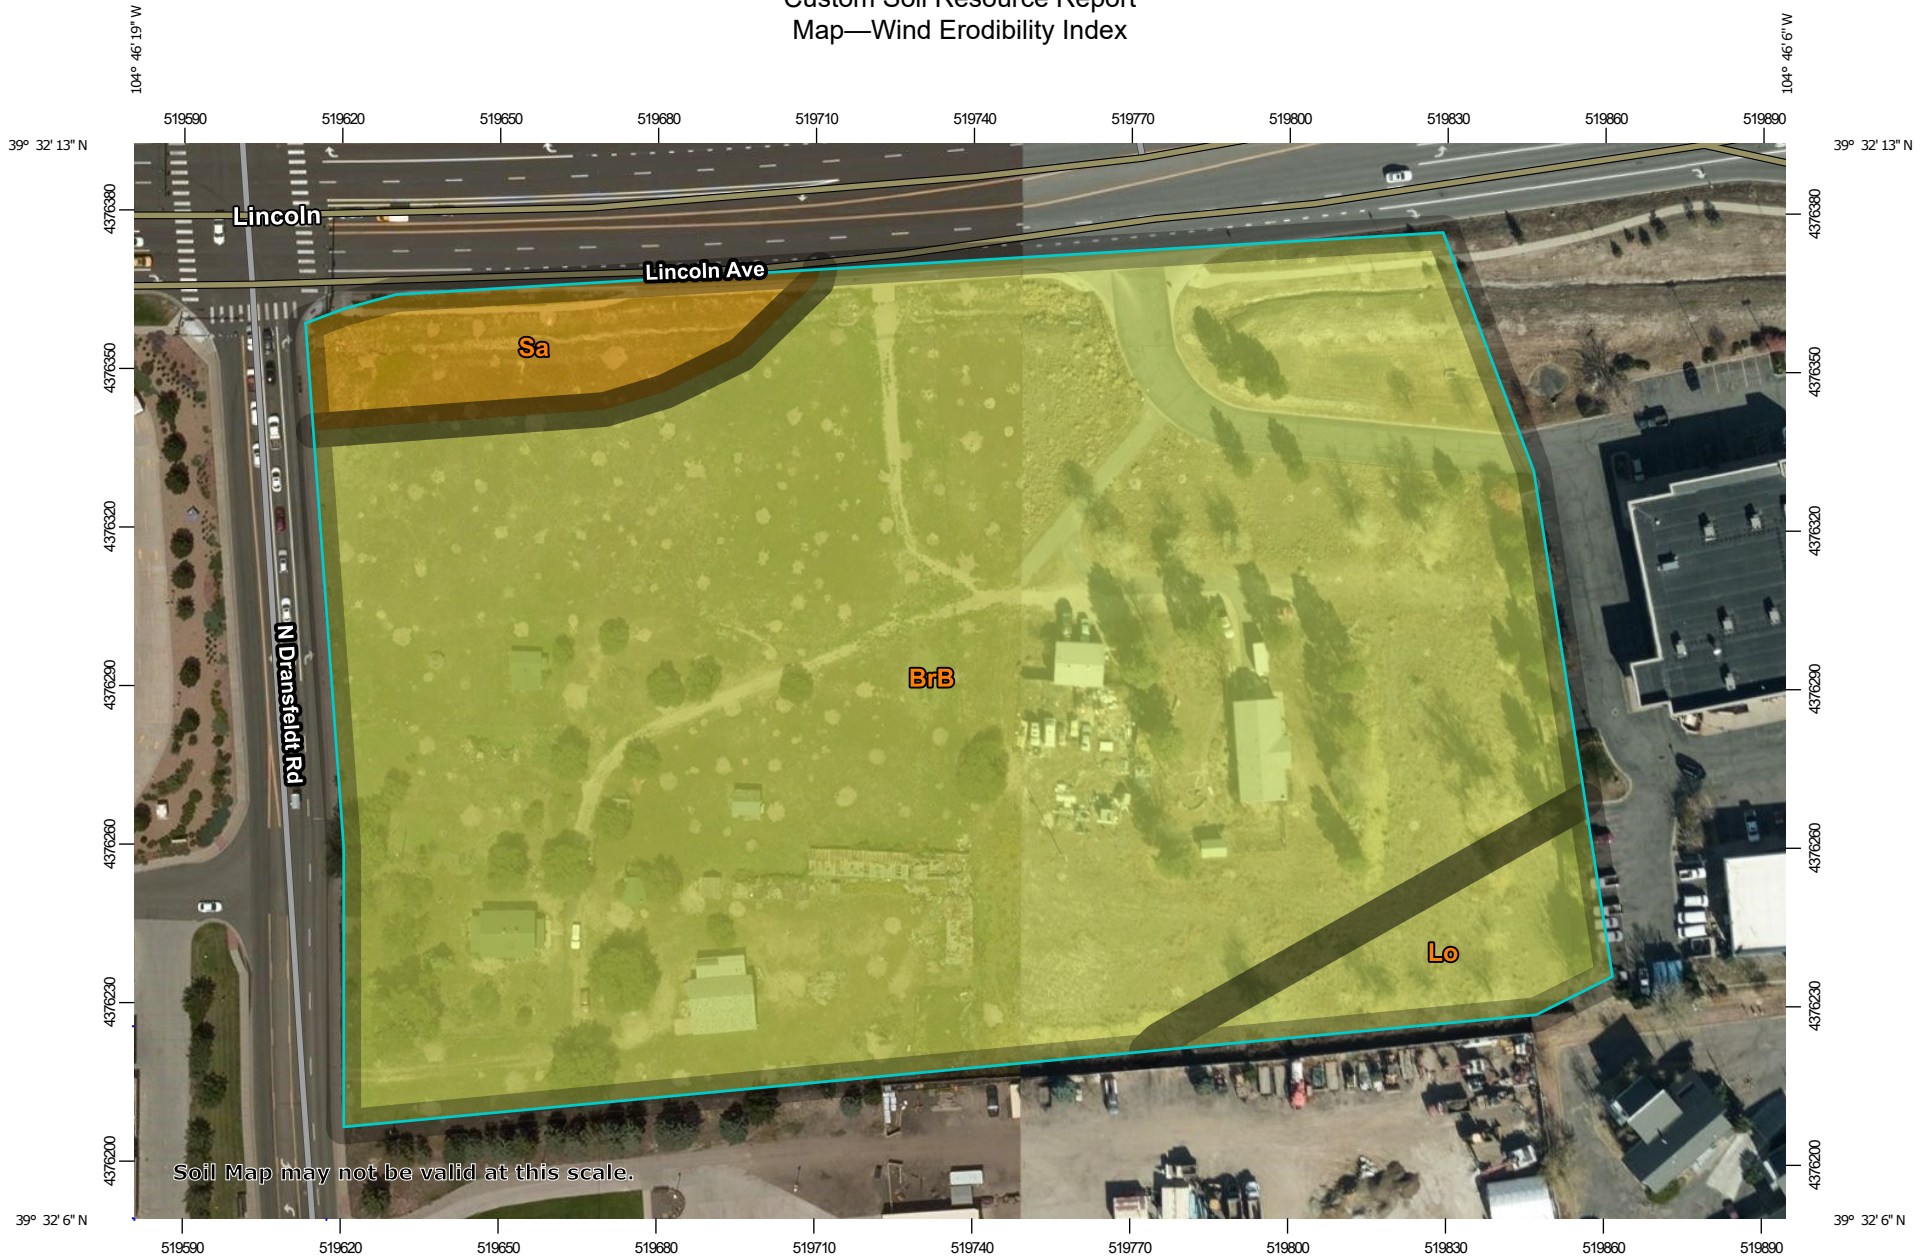 Custom Soil Resource Report
Map—Wind Erodibility Index
104° 46' 19" W
104° 46' 6" W
519590 519620 519650 519680 519710 519740 519770 519800 519830 519860 519890
39° 32' 13" N
39° 32' 13" N
4376380
4376380
Lincoln
Lincoln Ave
Sa
4376350
4376350
4376320
4376320
N Dransfeldt Rd
BrB
4376290
4376290
4376260
4376260
Lo
4376230
4376230
4376200
4376200
Soil Map may not be valid at this scale.
39° 32' 6" N
39° 32' 6" N
519590 519620 519650 519680 519710 519740 519770 519800 519830 519860 519890